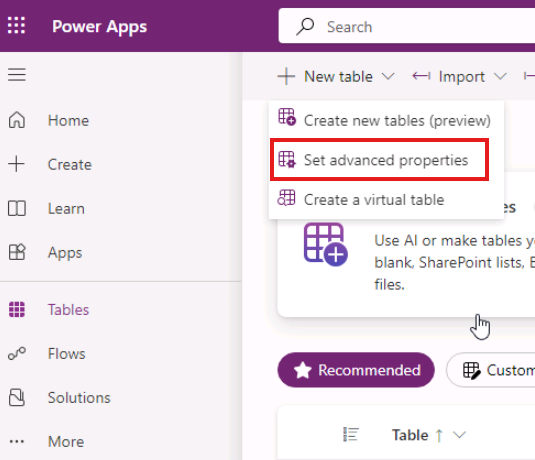 Power Apps
Search
New table
Import
Home
Create new tables (preview)
Create
Set advanced properties
Learn
Create a virtual table
Apps
es
Use AI or make tables yo
blank, SharePoint lists, E
files.
Tables
Flows
Recommended
Custom
Solutions
Table ↑
More